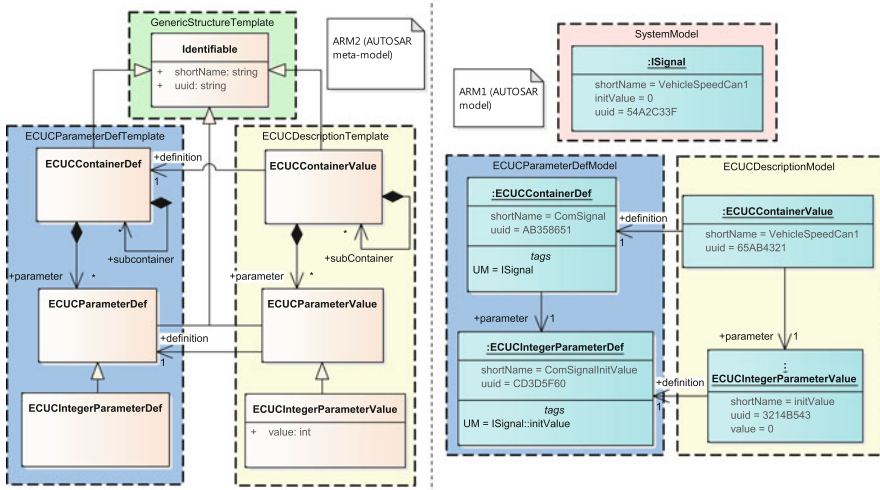 GenericStructureTemplate
Identifiable
+ shortName: string
+ uuid: string
ARM2 (AUTOSAR
meta-model)
ECUCParameterDefTemplate
ECUCContainerDef
+definition
1
*
+subcontainer
+parameter
*
ECUCParameterDef
+definition
1
ECUCIntegerParameterDef
ECUCDescriptionTemplate
ECUCContainerValue
*
+subContainer
+parameter
*
ECUCParameterValue
ECUCIntegerParameterValue
+ value: int
ARM1 (AUTOSAR
model)
SystemModel
:ISignal
shortName = VehicleSpeedCan1
initValue = 0
uuid = 54A2C33F
ECUCParameterDefModel
:ECUCContainerDef
shortName = ComSignal
uuid = AB358651
tags
UM = ISignal
+definition
1
+parameter
1
:ECUCIntegerParameterDef
shortName = ComSignalInitValue
uuid = CD3D5F60
tags
UM = ISignal::initValue
+definition
1
ECUCDescriptionModel
:ECUCContainerValue
shortName = VehicleSpeedCan1
uuid = 65AB4321
+parameter
1
:
ECUCIntegerParameterValue
shortName = initValue
uuid = 3214B543
value = 0